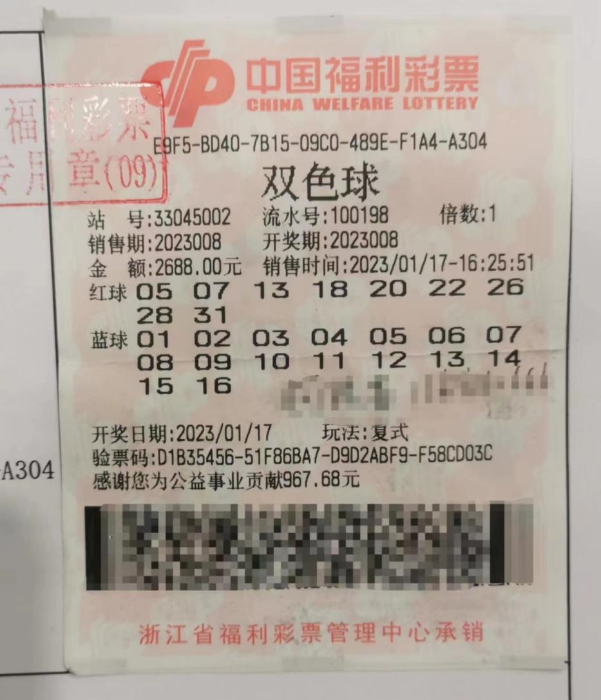 中国福利彩票
CHINA WELFARE LOTTERY
福利彩票
专用章(09)
E9F5-BD40-7B15-09C0-489E-F1A4-A304
双色球
站 号:33045002 流水号:100198 倍数:1
销售期:2023008 开奖期:2023008
金 额:2688.00元 销售时间:2023/01/17-16:25:51
红球 05 07 13 18 20 22 26
28 31
蓝球 01 02 03 04 05 06 07
08 09 10 11 12 13 14
15 16
开奖日期:2023/01/17 玩法:复式
验票码:D1B35456-51F86BA7-D9D2ABF9-F58CD03C
-A304
感谢您为公益事业贡献967.68元
浙江省福利彩票管理中心承销